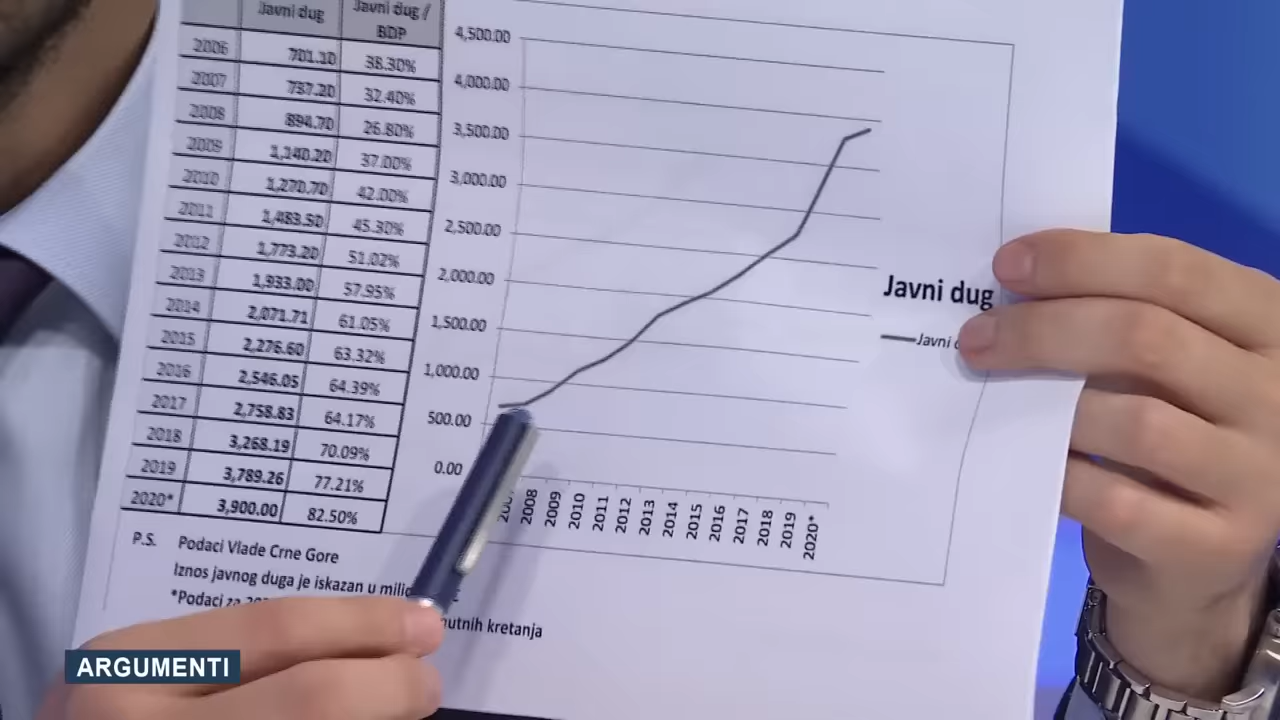 Javni dug Javni dug / BDP
2006 701.10 38.30%
2007 737.20 32.40%
2008 894.70 26.80%
2009 1,140.20 37.00%
2010 1,270.70 42.00%
2011 1,483.50 45.30%
2012 1,773.20 51.02%
2013 1,933.00 57.95%
2014 2,071.71 61.05%
2015 2,276.60 63.32%
2016 2,546.05 64.39%
2017 2,758.83 64.17%
2018 3,268.19 70.09%
2019 3,789.26 77.21%
2020* 3,900.00 82.50%
4,500.00
4,000.00
3,500.00
3,000.00
2,500.00
2,000.00
1,500.00
1,000.00
500.00
0.00
2008 2009 2010 2011 2012 2013 2014 2015 2016 2017 2018 2019 2020*
Javni dug
Javni
P.S. Podaci Vlade Crne Gore
Iznos javnog duga je iskazan u
*Podaci za kretanja
ARGUMENTI